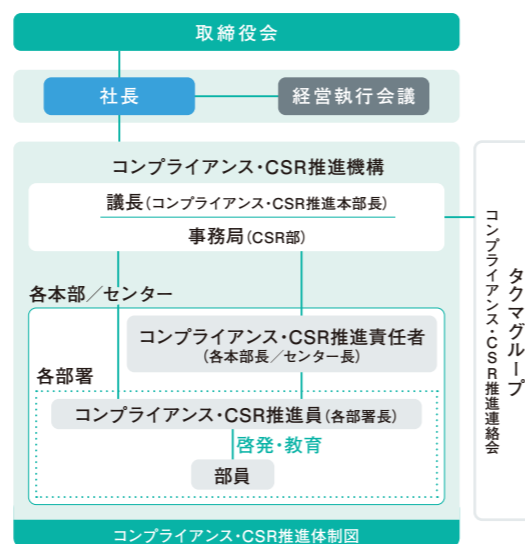 取締役会
社長
経営執行会議
コンプライアンス・CSR推進機構
議長(コンプライアンス・CSR推進本部長)
事務局(CSR部)
各本部／センター
コンプライアンス・CSR推進責任者
(各本部長／センター長)
各部署
コンプライアンス・CSR推進員(各部署長)
啓発・教育
部員
タクマグループ
コンプライアンス・CSR推進連絡会
コンプライアンス・CSR推進体制図